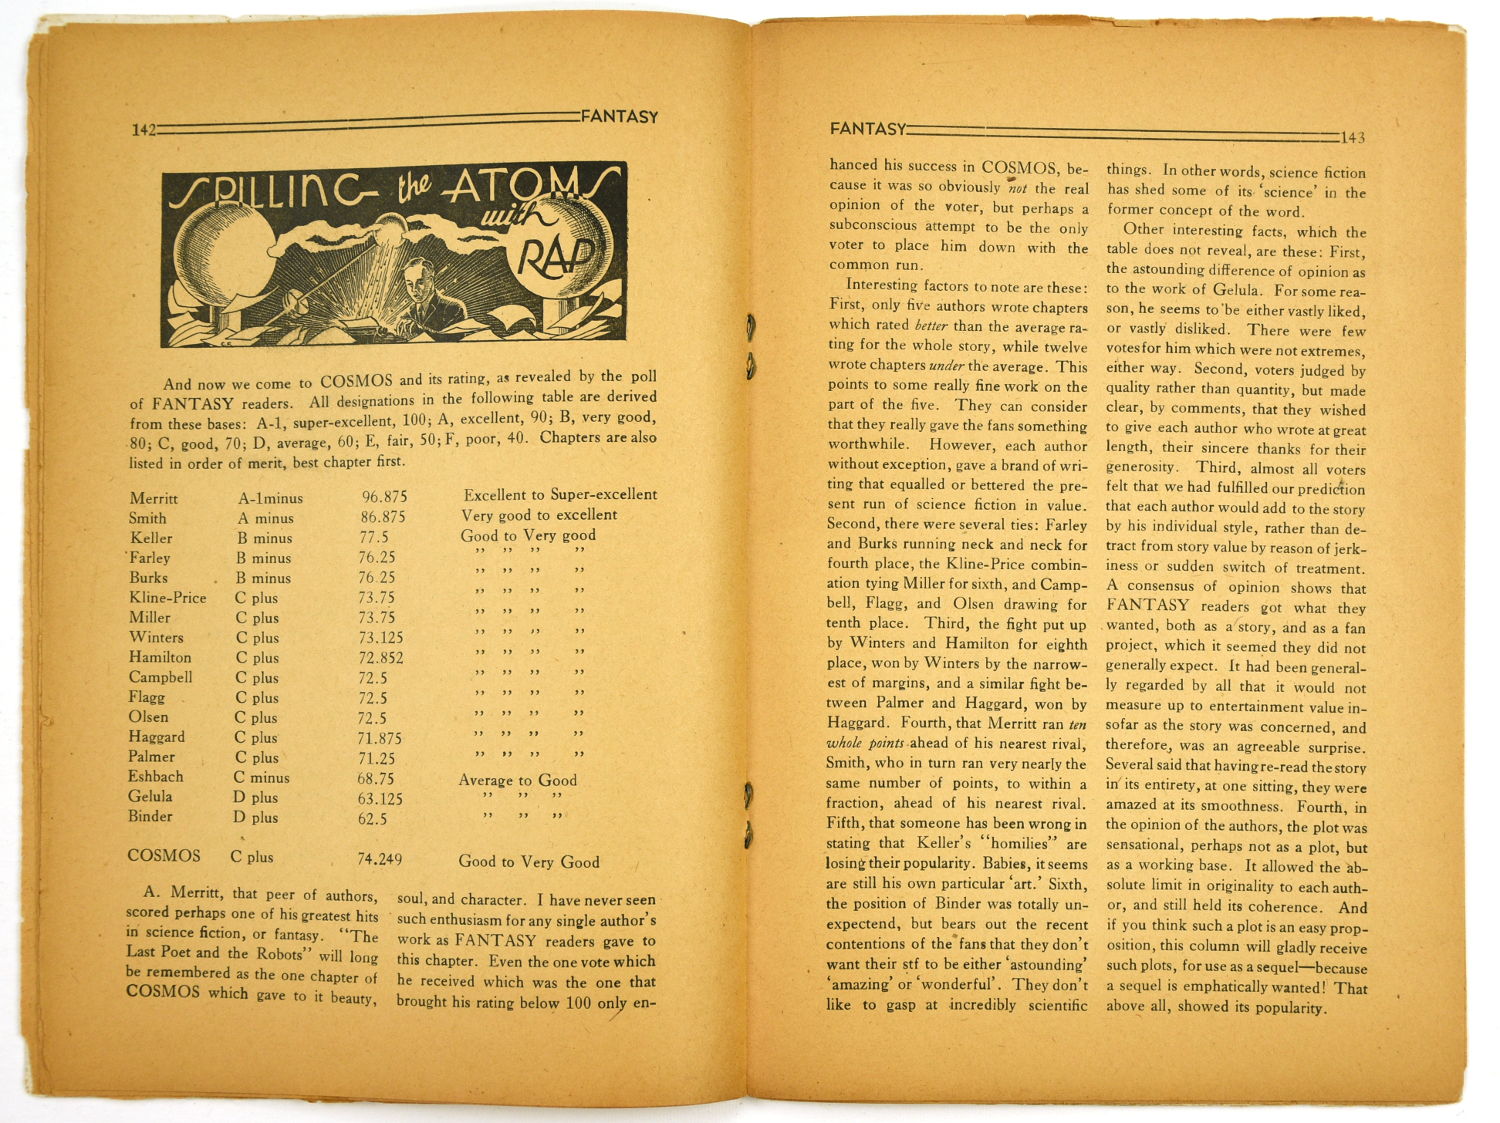 142 FANTASY
SPILLING the ATOMS
with
RAP
And now we come to COSMOS and its rating, as revealed by the poll
of FANTASY readers. All designations in the following table are derived
from these bases: A-1, super-excellent, 100; A, excellent, 90; B, very good,
80; C, good, 70; D, average, 60; E, fair, 50; F, poor, 40. Chapters are also
listed in order of merit, best chapter first.
Merritt A-1minus 96.875 Excellent to Super-excellent
Smith A minus 86.875 Very good to excellent
Keller B minus 77.5 Good to Very good
Farley B minus 76.25 ” ” ” ”
Burks B minus 76.25 ” ” ” ”
Kline-Price C plus 73.75 ” ” ” ”
Miller C plus 73.75 ” ” ” ”
Winters C plus 73.125 ” ” ” ”
Hamilton C plus 72.852 ” ” ” ”
Campbell C plus 72.5 ” ” ” ”
Flagg C plus 72.5 ” ” ” ”
Olsen C plus 72.5 ” ” ” ”
Haggard C plus 71.875 ” ” ” ”
Palmer C plus 71.25 ” ” ” ”
Eshbach C minus 68.75 Average to Good
Gelula D plus 63.125 ” ” ”
Binder D plus 62.5 ” ” ”
COSMOS C plus 74.249 Good to Very Good
A. Merritt, that peer of authors,
scored perhaps one of his greatest hits
in science fiction, or fantasy. “The
Last Poet and the Robots” will long
be remembered as the one chapter of
COSMOS which gave to it beauty,
soul, and character. I have never seen
such enthusiasm for any single author's
work as FANTASY readers gave to
this chapter. Even the one vote which
he received which was the one that
brought his rating below 100 only en-
FANTASY 143
hanced his success in COSMOS, be-
cause it was so obviously not the real
opinion of the voter, but perhaps a
subconscious attempt to be the only
voter to place him down with the
common run.
Interesting factors to note are these:
First, only five authors wrote chapters
which rated better than the average ra-
ting for the whole story, while twelve
wrote chapters under the average. This
points to some really fine work on the
part of the five. They can consider
that they really gave the fans something
worthwhile. However, each author
without exception, gave a brand of wri-
ting that equalled or bettered the pre-
sent run of science fiction in value.
Second, there were several ties: Farley
and Burks running neck and neck for
fourth place, the Kline-Price combin-
ation tying Miller for sixth, and Camp-
bell, Flagg, and Olsen drawing for
tenth place. Third, the fight put up
by Winters and Hamilton for eighth
place, won by Winters by the narrow-
est of margins, and a similar fight be-
tween Palmer and Haggard, won by
Haggard. Fourth, that Merritt ran ten
whole points ahead of his nearest rival,
Smith, who in turn ran very nearly the
same number of points, to within a
fraction, ahead of his nearest rival.
Fifth, that someone has been wrong in
stating that Keller's “homilies” are
losing their popularity. Babies, it seems
are still his own particular ‘art.’ Sixth,
the position of Binder was totally un-
expectend, but bears out the recent
contentions of the fans that they don't
want their stf to be either ‘astounding’
‘amazing’ or ‘wonderful’. They don't
like to gasp at incredibly scientific
things. In other words, science fiction
has shed some of its ‘science’ in the
former concept of the word.
Other interesting facts, which the
table does not reveal, are these: First,
the astounding difference of opinion as
to the work of Gelula. For some rea-
son, he seems to be either vastly liked,
or vastly disliked. There were few
votes for him which were not extremes,
either way. Second, voters judged by
quality rather than quantity, but made
clear, by comments, that they wished
to give each author who wrote at great
length, their sincere thanks for their
generosity. Third, almost all voters
felt that we had fulfilled our prediction
that each author would add to the story
by his individual style, rather than de-
tract from story value by reason of jerk-
iness or sudden switch of treatment.
A consensus of opinion shows that
FANTASY readers got what they
wanted, both as a story, and as a fan
project, which it seemed they did not
generally expect. It had been general-
ly regarded by all that it would not
measure up to entertainment value in-
sofar as the story was concerned, and
therefore, was an agreeable surprise.
Several said that having re-read the story
in its entirety, at one sitting, they were
amazed at its smoothness. Fourth, in
the opinion of the authors, the plot was
sensational, perhaps not as a plot, but
as a working base. It allowed the ab-
solute limit in originality to each auth-
or, and still held its coherence. And
if you think such a plot is an easy prop-
osition, this column will gladly receive
such plots, for use as a sequel—because
a sequel is emphatically wanted! That
above all, showed its popularity.